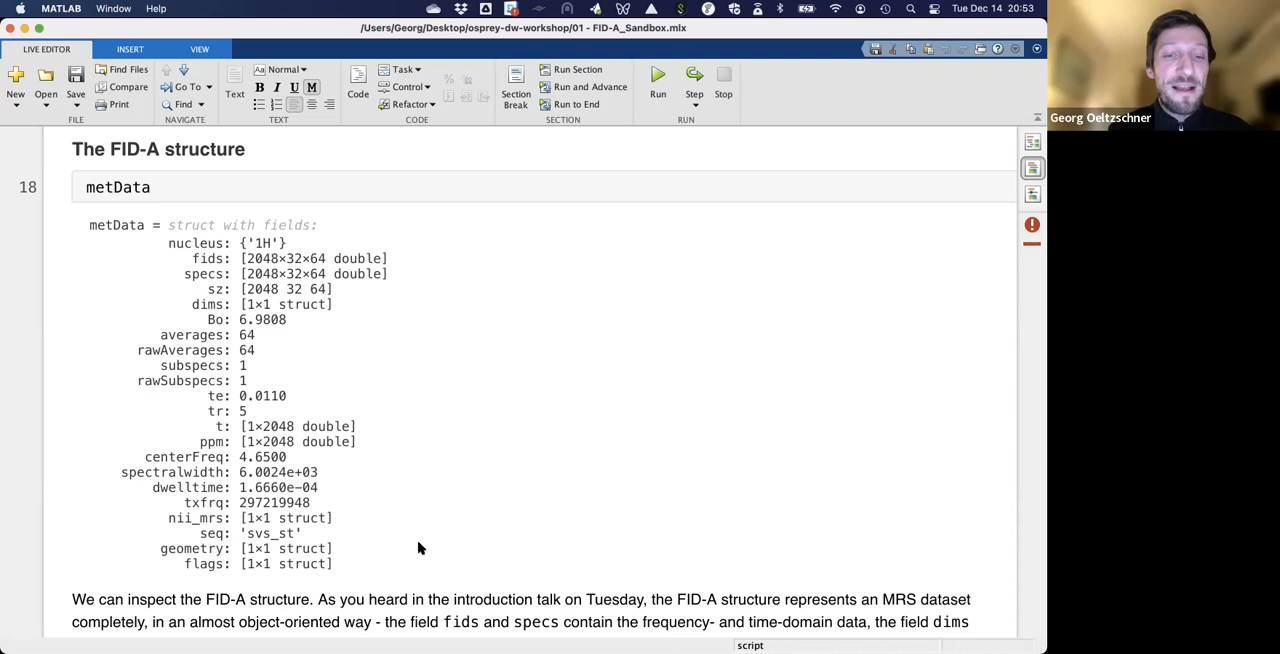 MATLAB Window Help
Tue Dec 14 20:53
/Users/Georg/Desktop/osprey-dw-workshop/01 - FID-A_Sandbox.mlx
LIVE EDITOR INSERT VIEW
New Open Save
Find Files
Compare
Print
FILE
Go To
Find
NAVIGATE
Text
Aa Normal
B I U M
TEXT
Code
Task
Control
Refactor
CODE
Section Break
Run Section
Run and Advance
Run to End
SECTION
Run Step Stop
RUN
Georg Oeltzschner
The FID-A structure
18
metData
metData = struct with fields:
nucleus: {'1H'}
fids: [2048×32×64 double]
specs: [2048×32×64 double]
sz: [2048 32 64]
dims: [1×1 struct]
Bo: 6.9808
averages: 64
rawAverages: 64
subspecs: 1
rawSubspecs: 1
te: 0.0110
tr: 5
t: [1×2048 double]
ppm: [1×2048 double]
centerFreq: 4.6500
spectralwidth: 6.0024e+03
dwelltime: 1.6660e-04
txfrq: 297219948
nii_mrs: [1×1 struct]
seq: 'svs_st'
geometry: [1×1 struct]
flags: [1×1 struct]
We can inspect the FID-A structure. As you heard in the introduction talk on Tuesday, the FID-A structure represents an MRS dataset
completely, in an almost object-oriented way - the field fids and specs contain the frequency- and time-domain data, the field dims
script